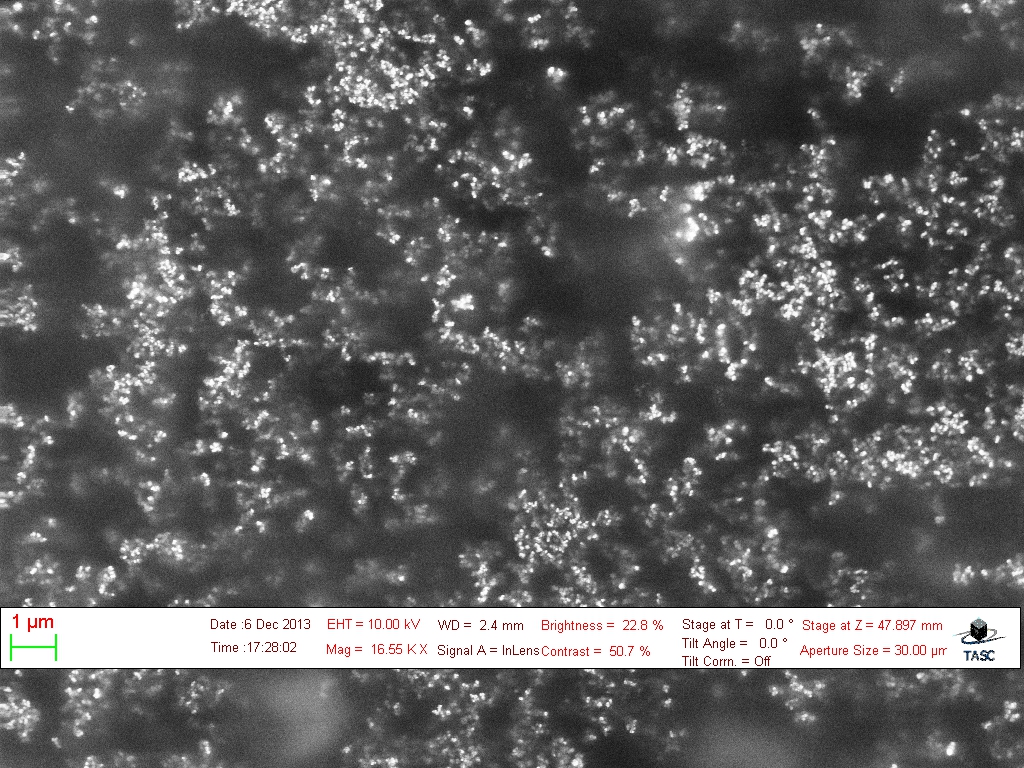 1 µm
Date :6 Dec 2013 EHT = 10.00 kV WD = 2.4 mm Brightness = 22.8 % Stage at T = 0.0 ° Stage at Z = 47.897 mm
Time :17:28:02 Mag = 16.55 K X Signal A = InLens Contrast = 50.7 % Tilt Angle = 0.0 ° Aperture Size = 30.00 µm
Tilt Corrn. = Off
TASC